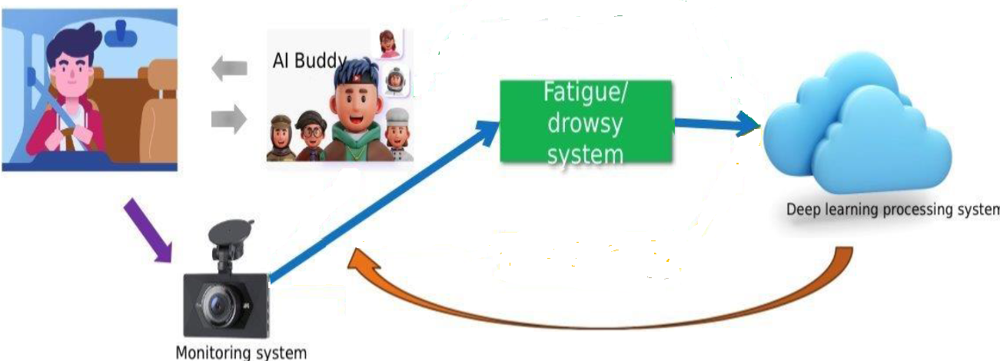 AI Buddy
Fatigue/
drowsy
system
Deep learning processing system
Monitoring system